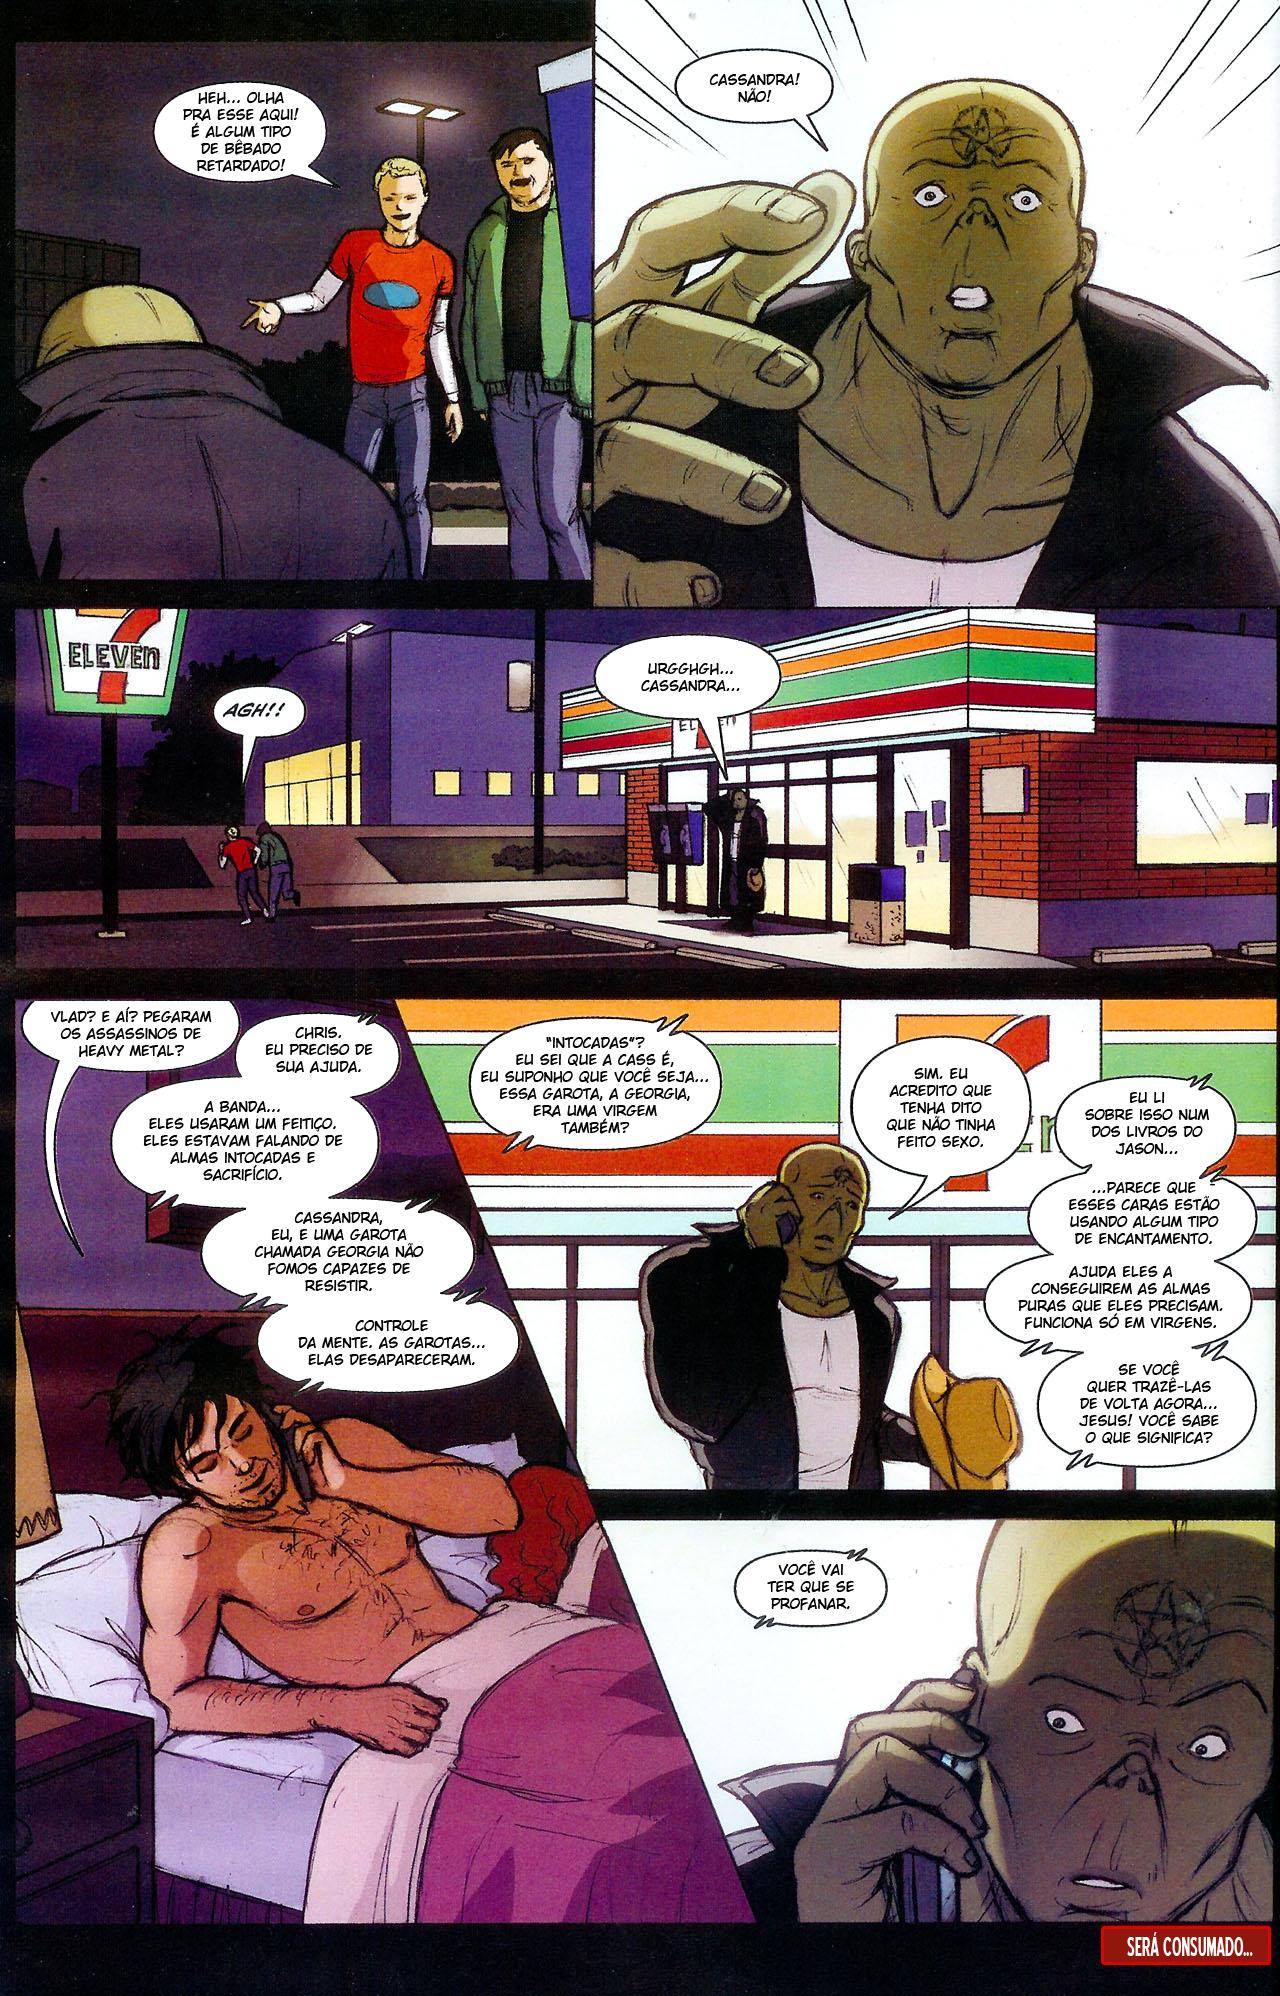 HEH... OLHA
PRA ESSE AQUI!
É ALGUM TIPO
DE BÊBADO
RETARDADO!
CASSANDRA!
NÃO!
7
ELEVEN
AGH!!
URGGHGH...
CASSANDRA...
ELEVEN
VLAD? E AÍ? PEGARAM
OS ASSASSINOS DE
HEAVY METAL?
CHRIS.
EU PRECISO DE
SUA AJUDA.
A BANDA...
ELES USARAM UM FEITIÇO.
ELES ESTAVAM FALANDO DE
ALMAS INTOCADAS E
SACRIFÍCIO.
CASSANDRA,
EU, E UMA GAROTA
CHAMADA GEORGIA NÃO
FOMOS CAPAZES DE
RESISTIR.
CONTROLE
DA MENTE. AS GAROTAS...
ELAS DESAPARECERAM.
"INTOCADAS"?
EU SEI QUE A CASS É,
EU SUPONHO QUE VOCÊ SEJA...
ESSA GAROTA, A GEORGIA,
ERA UMA VIRGEM
TAMBÉM?
SIM. EU
ACREDITO QUE
TENHA DITO
QUE NÃO TINHA
FEITO SEXO.
EU LI
SOBRE ISSO NUM
DOS LIVROS DO
JASON...
...PARECE QUE
ESSES CARAS ESTÃO
USANDO ALGUM TIPO
DE ENCANTAMENTO.
AJUDA ELES A
CONSEGUIREM AS ALMAS
PURAS QUE ELES PRECISAM.
FUNCIONA SÓ EM VIRGENS.
SE VOCÊ
QUER TRAZÊ-LAS
DE VOLTA AGORA...
JESUS! VOCÊ SABE
O QUE SIGNIFICA?
VOCÊ VAI
TER QUE SE
PROFANAR.
SERÁ CONSUMADO...